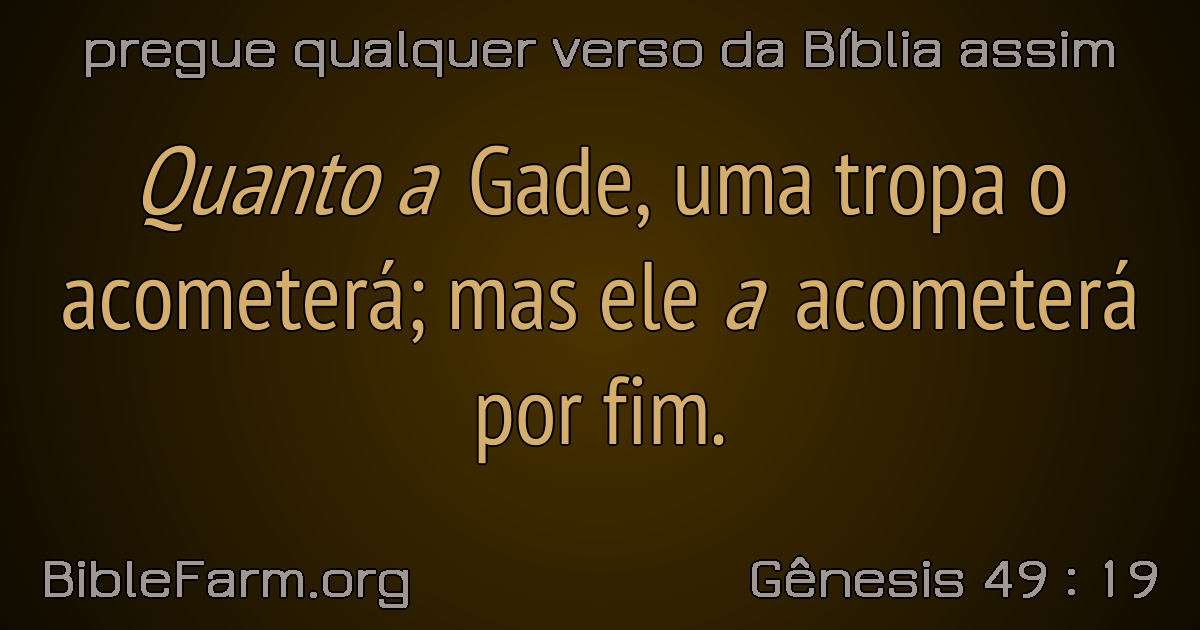 pregue qualquer verso da Bíblia assim
Quanto a Gade, uma tropa o
acometerá; mas ele a acometerá
por fim.
BibleFarm.org
Gênesis 49 : 19